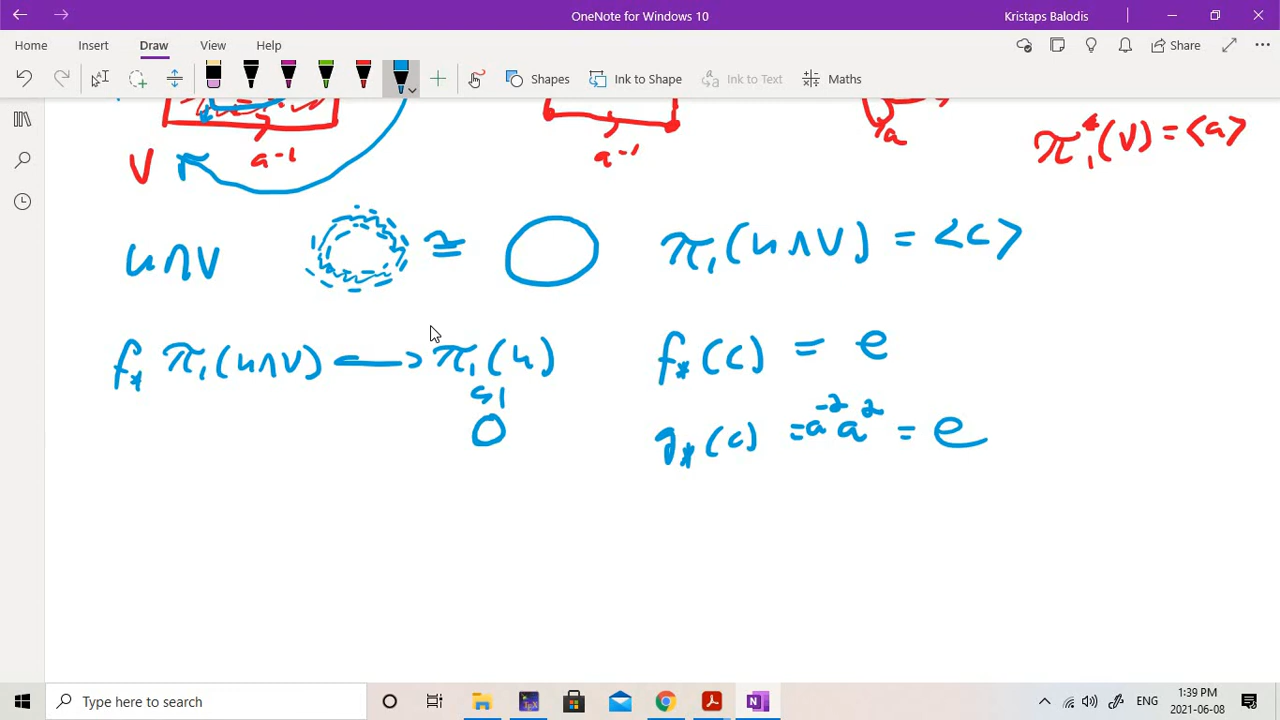 OneNote for Windows 10
Kristaps Balodis
Home Insert Draw View Help
Share
Shapes Ink to Shape Ink to Text Maths
a
a-1
a-1
V
π₁(V) = <a>
u∩V ≅ π₁(u∩V) = <c>
f* π₁(u∩V) ⟷ π₁(u) f*(c) = e
0
g*(c) = a⁻²a² = e
Type here to search
ENG
1:39 PM
2021-06-08